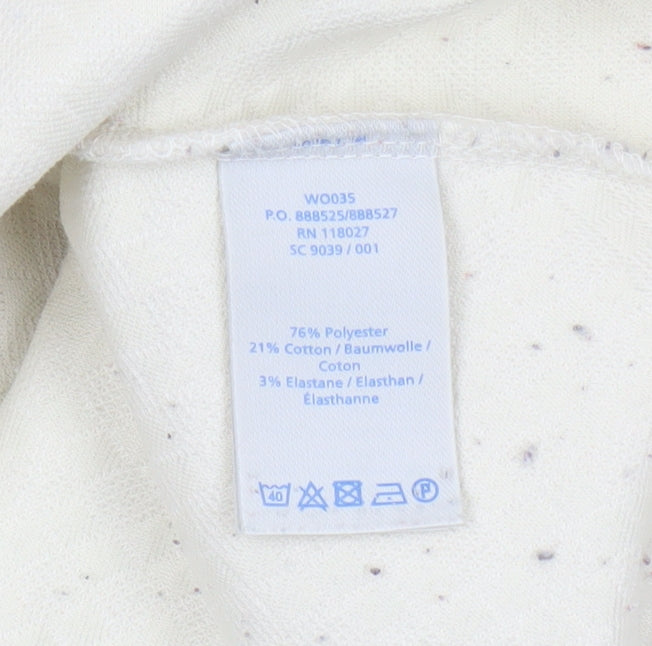 WO035
P.O. 888525/888527
RN 118027
SC 9039 / 001
76% Polyester
21% Cotton / Baumwolle /
Coton
3% Elastane / Elasthan /
Élasthanne
40
P